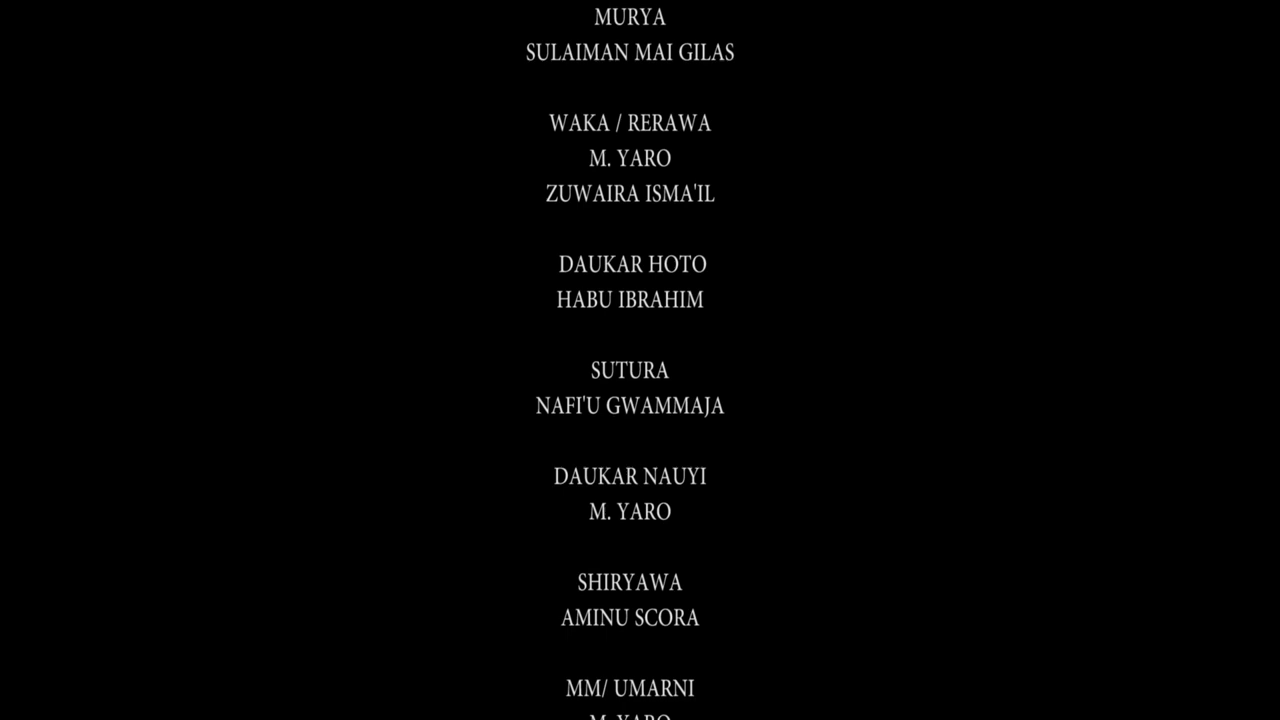 MURYA
SULAIMAN MAI GILAS
WAKA / RERAWA
M. YARO
ZUWAIRA ISMA'IL
DAUKAR HOTO
HABU IBRAHIM
SUTURA
NAFI'U GWAMMAJA
DAUKAR NAUYI
M. YARO
SHIRYAWA
AMINU SCORA
MM/ UMARNI
M. YARO